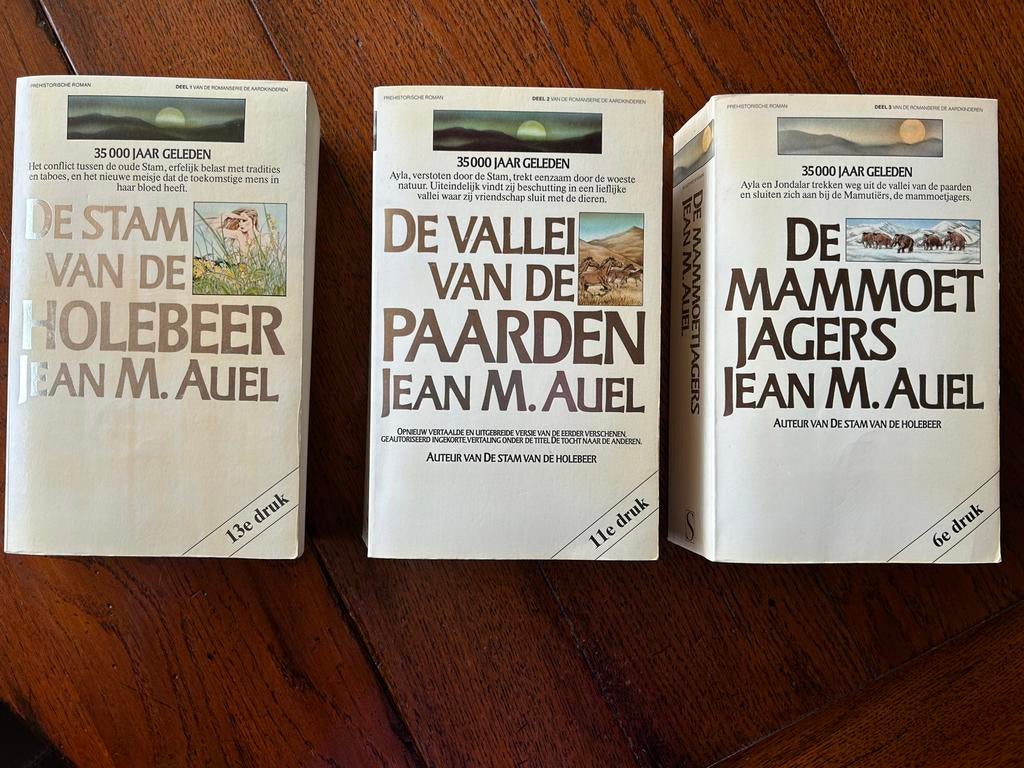 PREHISTORISCHE ROMAN
DEEL 1 VAN DE ROMANSERIE DE AARDKINDEREN
35 000 JAAR GELEDEN
Het conflict tussen de oude Stam, erfelijk belast met tradities
en taboes, en het nieuwe meisje dat de toekomstige mens in
haar bloed heeft.
DE STAM
VAN DE
HOLEBEER
JEAN M. AUEL
13e druk
PREHISTORISCHE ROMAN
DEEL 2 VAN DE ROMANSERIE DE AARDKINDEREN
35 000 JAAR GELEDEN
Ayla, verstoten door de Stam, trekt eenzaam door de woeste
natuur. Uiteindelijk vindt zij beschutting in een lieflijke
vallei waar zij vriendschap sluit met de dieren.
DE VALLEI
VAN DE
PAARDEN
JEAN M. AUEL
OPNIEUW VERTAALDE EN UITGEBREIDE VERSIE VAN DE EERDER VERSCHENEN,
GEAUTORISEERD INGEKORTE, VERTALING ONDER DE TITEL DE TOCHT NAAR DE ANDEREN.
AUTEUR VAN DE STAM VAN DE HOLEBEER
11e druk
DE MAMMOETJAGERS
JEAN M. AUEL
S
PREHISTORISCHE ROMAN
DEEL 3 VAN DE ROMANSERIE DE AARDKINDEREN
35 000 JAAR GELEDEN
Ayla en Jondalar trekken weg uit de vallei van de paarden
en sluiten zich aan bij de Mamutiërs, de mammoetjagers.
DE
MAMMOET
JAGERS
JEAN M. AUEL
AUTEUR VAN DE STAM VAN DE HOLEBEER
6e druk